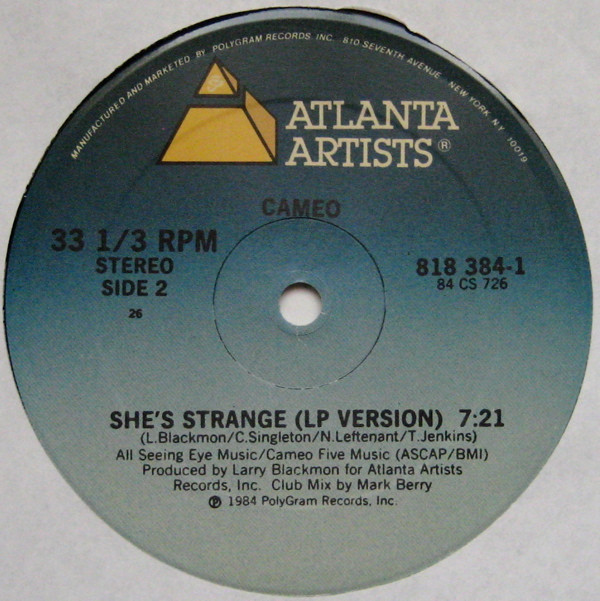 MANUFACTURED AND MARKETED BY POLYGRAM RECORDS INC. 810 SEVENTH AVENUE NEW YORK, N.Y. 10019
ATLANTA
ARTISTS®
CAMEO
33 1/3 RPM
STEREO
SIDE 2
26
818 384-1
84 CS 726
SHE'S STRANGE (LP VERSION) 7:21
(L.Blackmon/C.Singleton/N.Leftenant/T.Jenkins)
All Seeing Eye Music/Cameo Five Music (ASCAP/BMI)
Produced by Larry Blackmon for Atlanta Artists
Records, Inc. Club Mix by Mark Berry
℗ 1984 PolyGram Records, Inc.